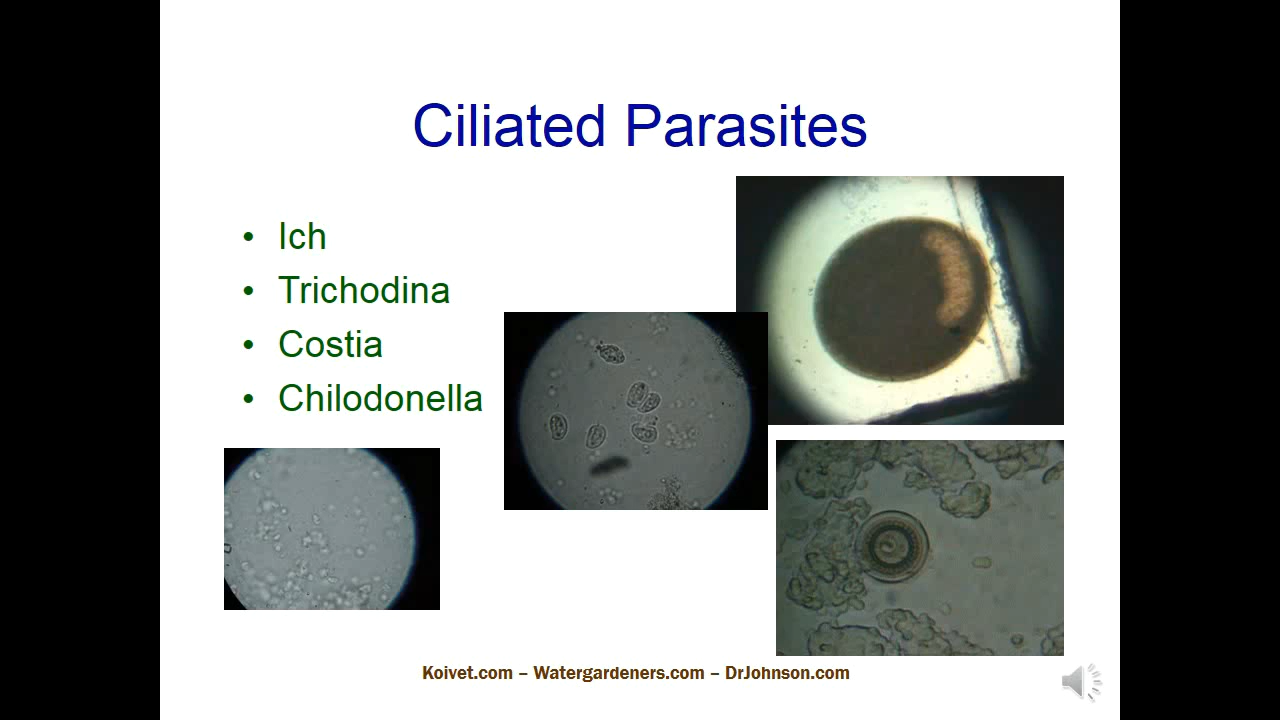 Ciliated Parasites
• Ich
• Trichodina
• Costia
• Chilodonella
Koivet.com – Watergardeners.com – DrJohnson.com